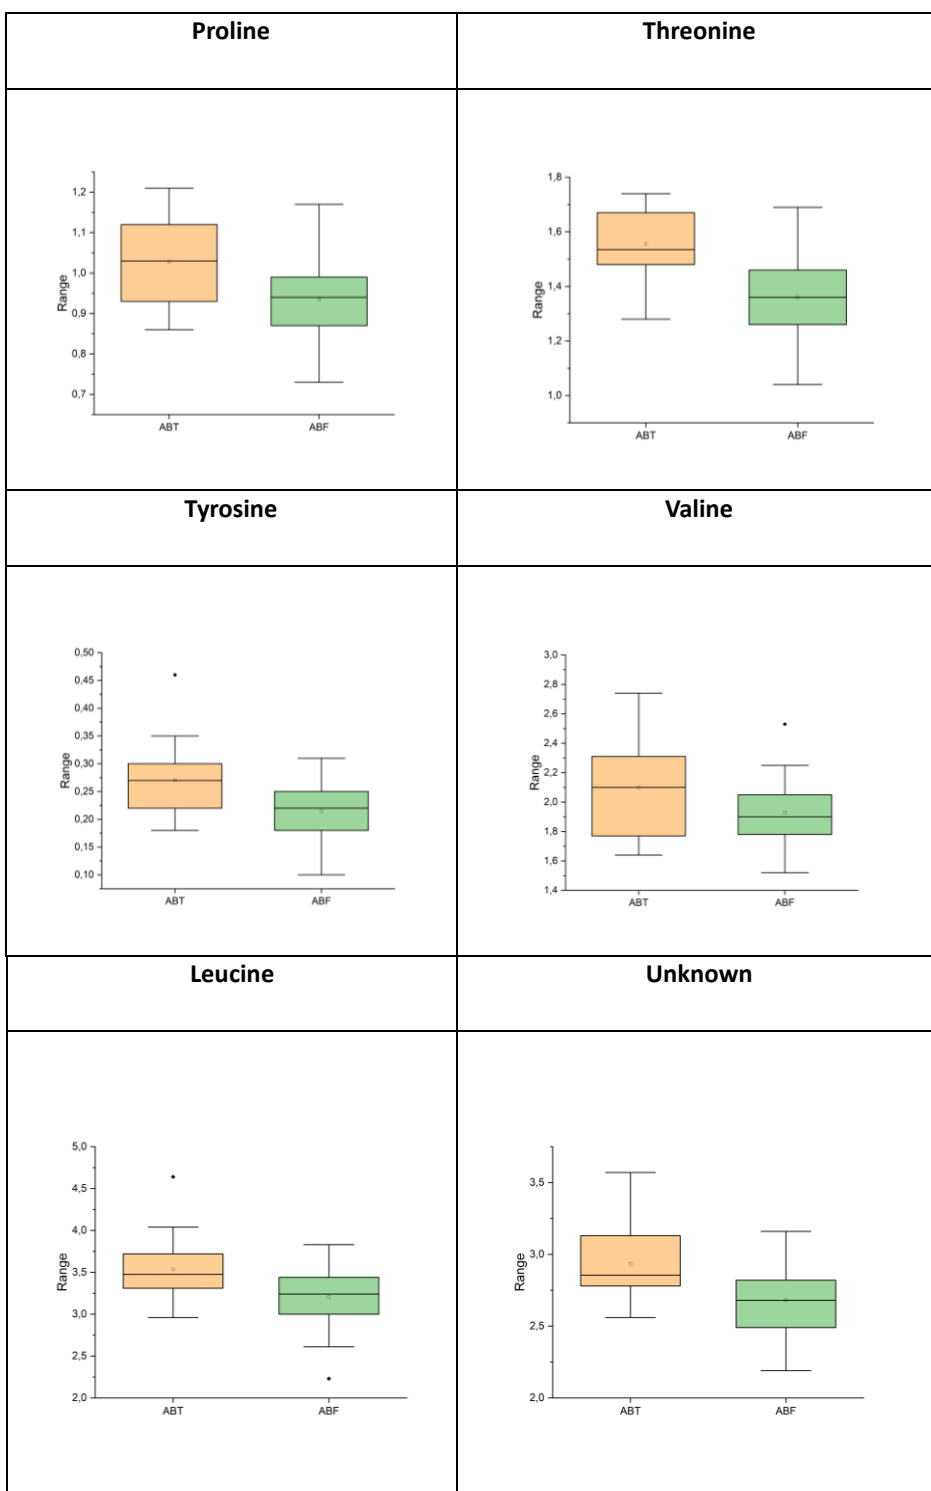 Proline
Threonine
1,2
1,1
1,0
0,9
0,8
0,7
Range
ABT
ABF
1,8
1,6
1,4
1,2
1,0
Range
ABT
ABF
Tyrosine
Valine
0,50
0,45
0,40
0,35
0,30
0,25
0,20
0,15
0,10
Range
ABT
ABF
3,0
2,8
2,6
2,4
2,2
2,0
1,8
1,6
1,4
Range
ABT
ABF
Leucine
Unknown
5,0
4,5
4,0
3,5
3,0
2,5
2,0
Range
ABT
ABF
3,5
3,0
2,5
2,0
Range
ABT
ABF